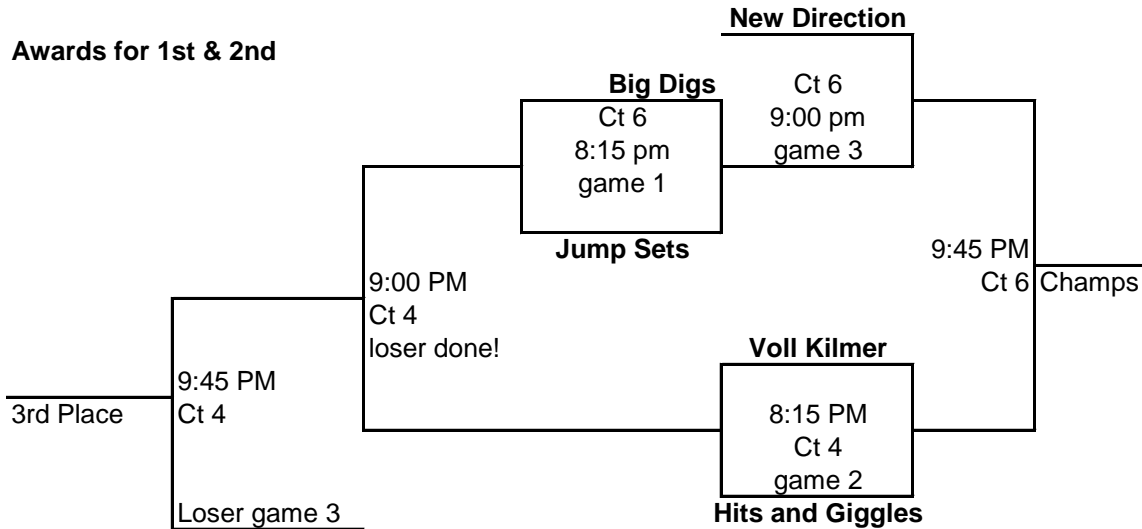 New Direction
Awards for 1st & 2nd
Big Digs
Ct 6
8:15 pm
game 1
Ct 6
9:00 pm
game 3
Jump Sets
9:45 PM
Ct 6
Champs
9:00 PM
Ct 4
loser done!
Voll Kilmer
9:45 PM
Ct 4
3rd Place
8:15 PM
Ct 4
game 2
Loser game 3
Hits and Giggles